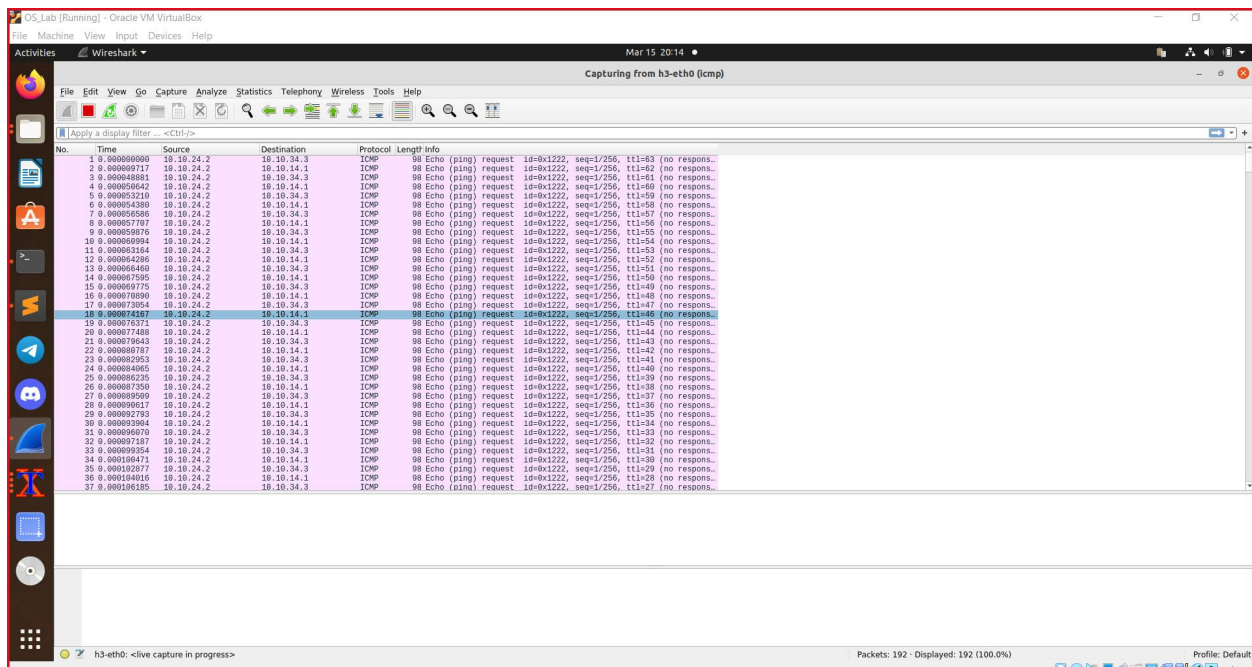 OS_Lab [Running] - Oracle VM VirtualBox
File Machine View Input Devices Help
Activities Wireshark Mar 15 20:14
Capturing from h3-eth0 (icmp)
File Edit View Go Capture Analyze Statistics Telephony Wireless Tools Help
Apply a display filter ... <Ctrl-/>
No. Time Source Destination Protocol Length Info
1 0.000000000 10.10.24.2 10.10.34.3 ICMP 98 Echo (ping) request id=0x1222, seq=1/256, ttl=63 (no respons…
2 0.000009717 10.10.24.2 10.10.14.1 ICMP 98 Echo (ping) request id=0x1222, seq=1/256, ttl=62 (no respons…
3 0.000048881 10.10.24.2 10.10.34.3 ICMP 98 Echo (ping) request id=0x1222, seq=1/256, ttl=61 (no respons…
4 0.000050642 10.10.24.2 10.10.14.1 ICMP 98 Echo (ping) request id=0x1222, seq=1/256, ttl=60 (no respons…
5 0.000053210 10.10.24.2 10.10.34.3 ICMP 98 Echo (ping) request id=0x1222, seq=1/256, ttl=59 (no respons…
6 0.000054380 10.10.24.2 10.10.14.1 ICMP 98 Echo (ping) request id=0x1222, seq=1/256, ttl=58 (no respons…
7 0.000056586 10.10.24.2 10.10.34.3 ICMP 98 Echo (ping) request id=0x1222, seq=1/256, ttl=57 (no respons…
8 0.000057707 10.10.24.2 10.10.14.1 ICMP 98 Echo (ping) request id=0x1222, seq=1/256, ttl=56 (no respons…
9 0.000059876 10.10.24.2 10.10.34.3 ICMP 98 Echo (ping) request id=0x1222, seq=1/256, ttl=55 (no respons…
10 0.000060994 10.10.24.2 10.10.14.1 ICMP 98 Echo (ping) request id=0x1222, seq=1/256, ttl=54 (no respons…
11 0.000063164 10.10.24.2 10.10.34.3 ICMP 98 Echo (ping) request id=0x1222, seq=1/256, ttl=53 (no respons…
12 0.000064286 10.10.24.2 10.10.14.1 ICMP 98 Echo (ping) request id=0x1222, seq=1/256, ttl=52 (no respons…
13 0.000066460 10.10.24.2 10.10.34.3 ICMP 98 Echo (ping) request id=0x1222, seq=1/256, ttl=51 (no respons…
14 0.000067595 10.10.24.2 10.10.14.1 ICMP 98 Echo (ping) request id=0x1222, seq=1/256, ttl=50 (no respons…
15 0.000069775 10.10.24.2 10.10.34.3 ICMP 98 Echo (ping) request id=0x1222, seq=1/256, ttl=49 (no respons…
16 0.000070890 10.10.24.2 10.10.14.1 ICMP 98 Echo (ping) request id=0x1222, seq=1/256, ttl=48 (no respons…
17 0.000073054 10.10.24.2 10.10.34.3 ICMP 98 Echo (ping) request id=0x1222, seq=1/256, ttl=47 (no respons…
18 0.000074167 10.10.24.2 10.10.14.1 ICMP 98 Echo (ping) request id=0x1222, seq=1/256, ttl=46 (no respons…
19 0.000076371 10.10.24.2 10.10.34.3 ICMP 98 Echo (ping) request id=0x1222, seq=1/256, ttl=45 (no respons…
20 0.000077488 10.10.24.2 10.10.14.1 ICMP 98 Echo (ping) request id=0x1222, seq=1/256, ttl=44 (no respons…
21 0.000079643 10.10.24.2 10.10.34.3 ICMP 98 Echo (ping) request id=0x1222, seq=1/256, ttl=43 (no respons…
22 0.000080787 10.10.24.2 10.10.14.1 ICMP 98 Echo (ping) request id=0x1222, seq=1/256, ttl=42 (no respons…
23 0.000082953 10.10.24.2 10.10.34.3 ICMP 98 Echo (ping) request id=0x1222, seq=1/256, ttl=41 (no respons…
24 0.000084065 10.10.24.2 10.10.14.1 ICMP 98 Echo (ping) request id=0x1222, seq=1/256, ttl=40 (no respons…
25 0.000086235 10.10.24.2 10.10.34.3 ICMP 98 Echo (ping) request id=0x1222, seq=1/256, ttl=39 (no respons…
26 0.000087350 10.10.24.2 10.10.14.1 ICMP 98 Echo (ping) request id=0x1222, seq=1/256, ttl=38 (no respons…
27 0.000089509 10.10.24.2 10.10.34.3 ICMP 98 Echo (ping) request id=0x1222, seq=1/256, ttl=37 (no respons…
28 0.000090617 10.10.24.2 10.10.14.1 ICMP 98 Echo (ping) request id=0x1222, seq=1/256, ttl=36 (no respons…
29 0.000092793 10.10.24.2 10.10.34.3 ICMP 98 Echo (ping) request id=0x1222, seq=1/256, ttl=35 (no respons…
30 0.000093904 10.10.24.2 10.10.14.1 ICMP 98 Echo (ping) request id=0x1222, seq=1/256, ttl=34 (no respons…
31 0.000096070 10.10.24.2 10.10.34.3 ICMP 98 Echo (ping) request id=0x1222, seq=1/256, ttl=33 (no respons…
32 0.000097187 10.10.24.2 10.10.14.1 ICMP 98 Echo (ping) request id=0x1222, seq=1/256, ttl=32 (no respons…
33 0.000099354 10.10.24.2 10.10.34.3 ICMP 98 Echo (ping) request id=0x1222, seq=1/256, ttl=31 (no respons…
34 0.000100471 10.10.24.2 10.10.14.1 ICMP 98 Echo (ping) request id=0x1222, seq=1/256, ttl=30 (no respons…
35 0.000102877 10.10.24.2 10.10.34.3 ICMP 98 Echo (ping) request id=0x1222, seq=1/256, ttl=29 (no respons…
36 0.000104016 10.10.24.2 10.10.14.1 ICMP 98 Echo (ping) request id=0x1222, seq=1/256, ttl=28 (no respons…
37 0.000106185 10.10.24.2 10.10.34.3 ICMP 98 Echo (ping) request id=0x1222, seq=1/256, ttl=27 (no respons…
h3-eth0: <live capture in progress> Packets: 192 · Displayed: 192 (100.0%) Profile: Default